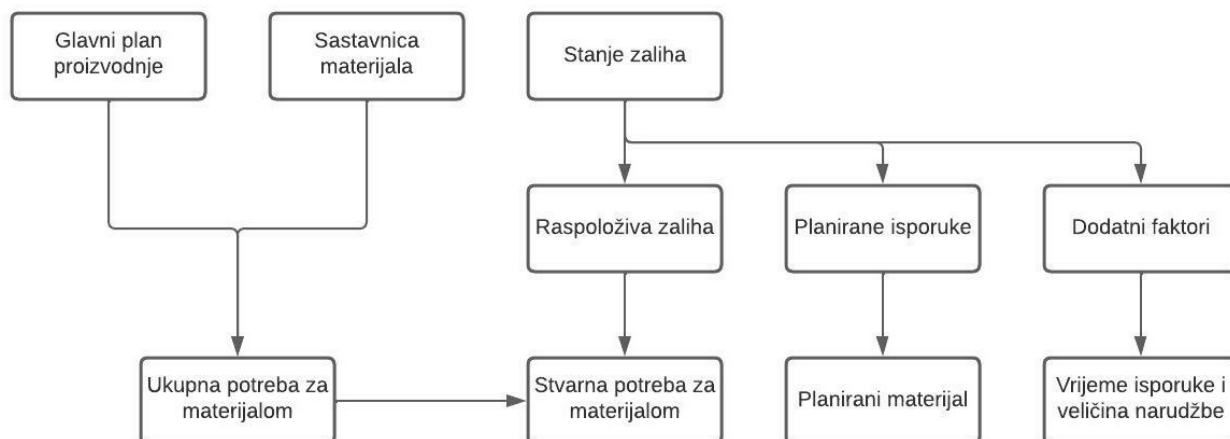 Glavni plan
proizvodnje
Sastavnica
materijala
Stanje zaliha
Raspoloživa zaliha
Planirane isporuke
Dodatni faktori
Ukupna potreba za
materijalom
Stvarna potreba za
materijalom
Planirani materijal
Vrijeme isporuke i
veličina narudžbe